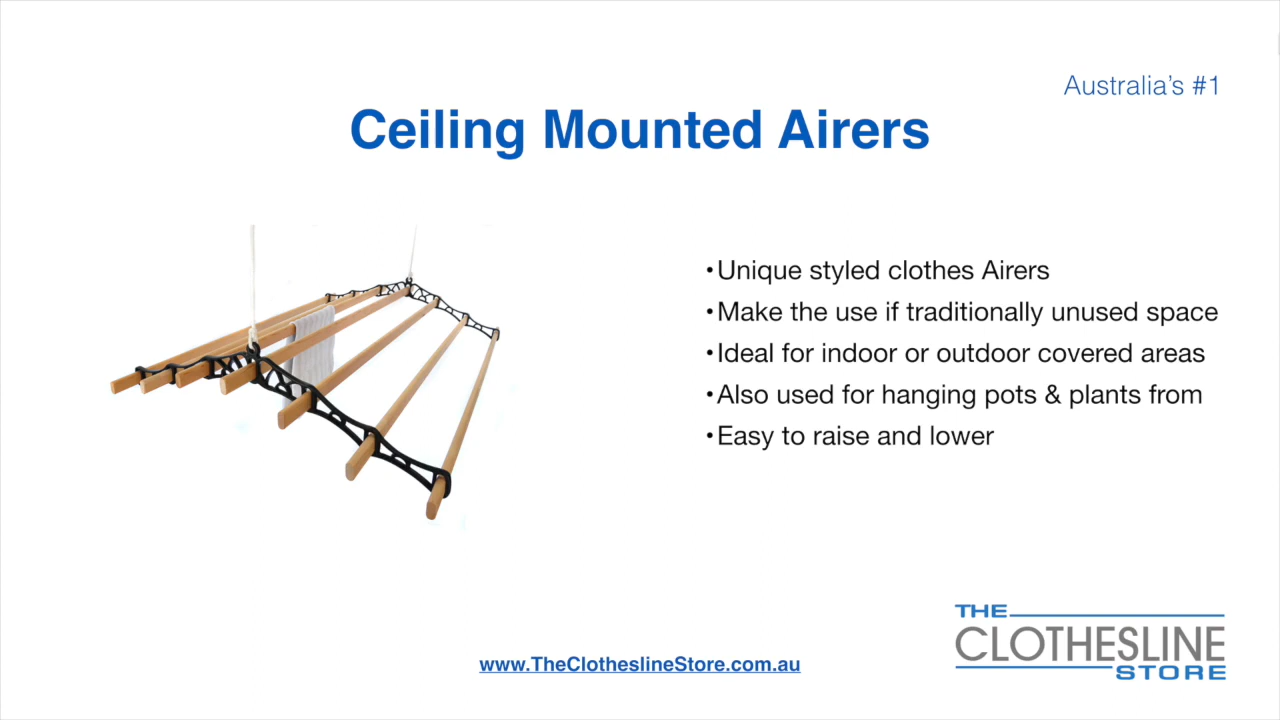 Australia's #1
Ceiling Mounted Airers
•Unique styled clothes Airers
•Make the use if traditionally unused space
•Ideal for indoor or outdoor covered areas
•Also used for hanging pots & plants from
•Easy to raise and lower
www.TheClotheslineStore.com.au
THE
CLOTHESLINE
STORE